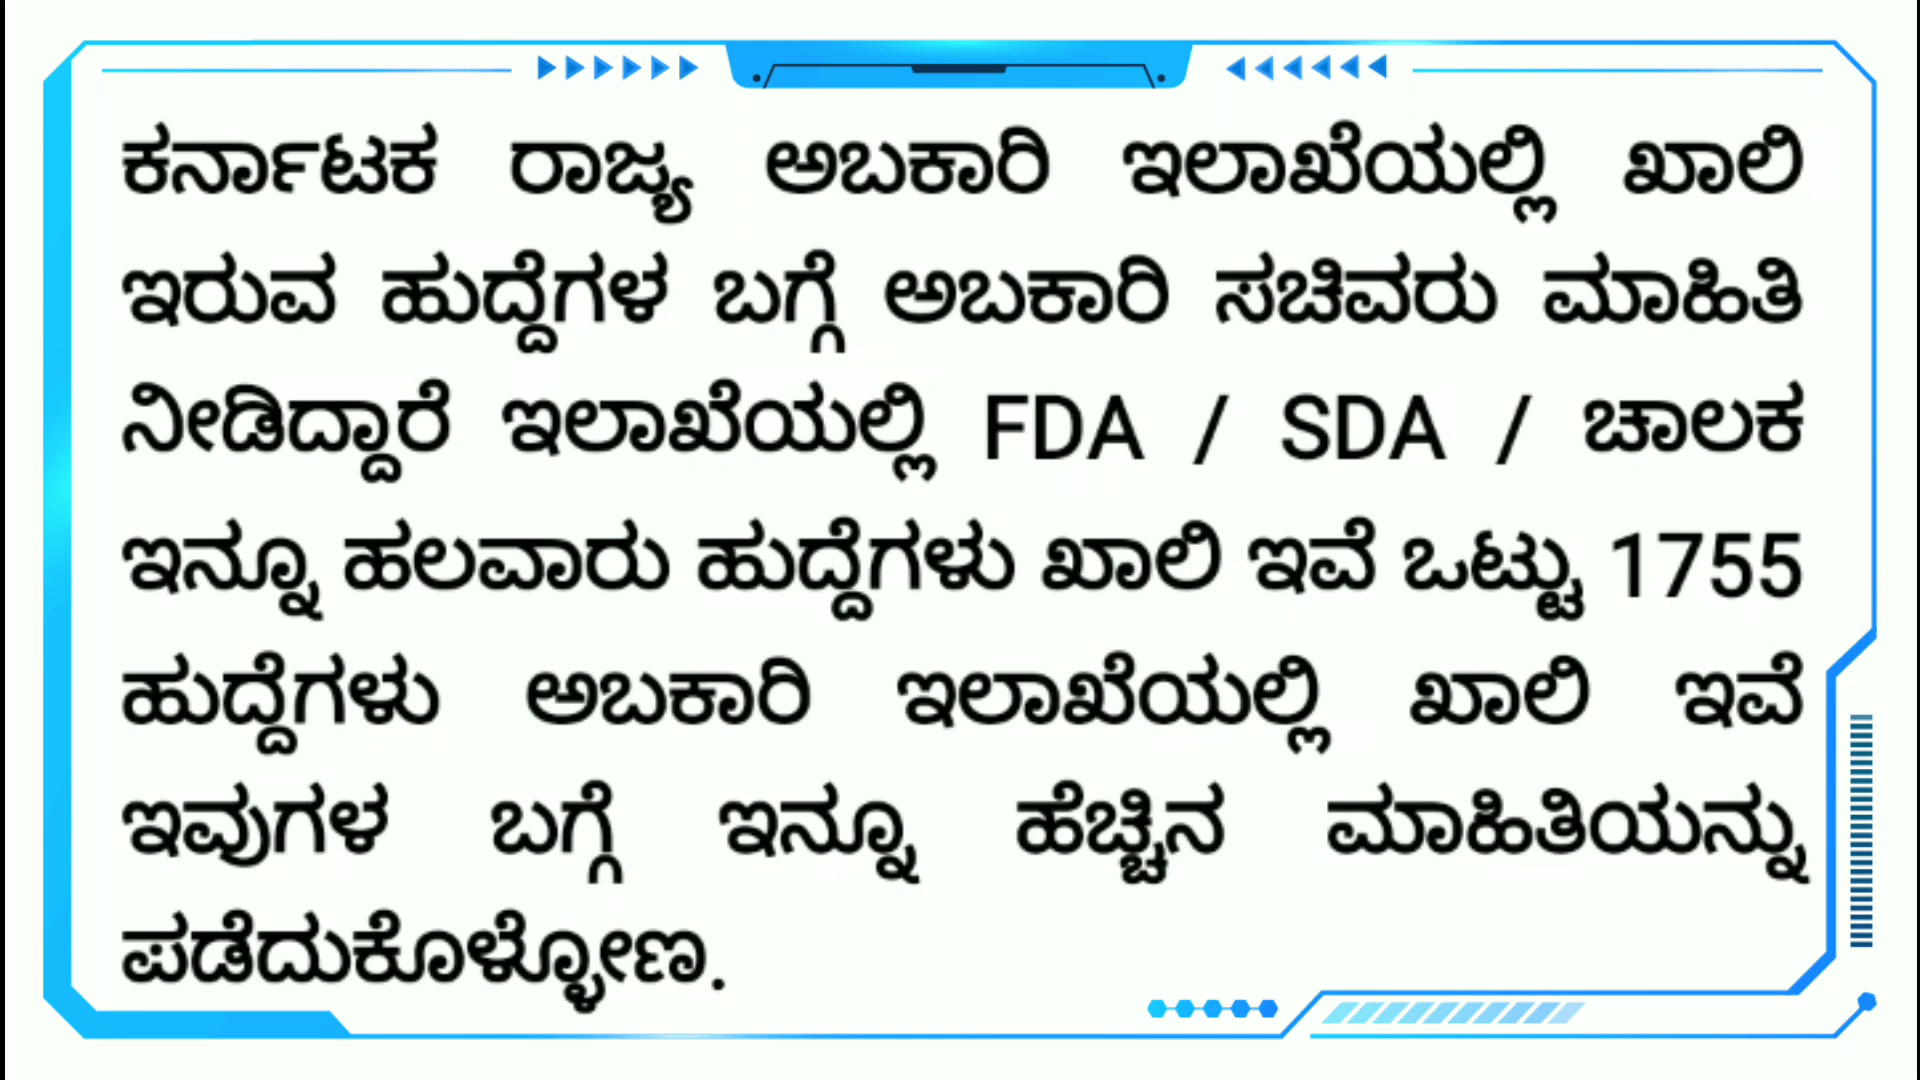 ಕರ್ನಾಟಕ ರಾಜ್ಯ ಅಬಕಾರಿ ಇಲಾಖೆಯಲ್ಲಿ ಖಾಲಿ
ಇರುವ ಹುದ್ದೆಗಳ ಬಗ್ಗೆ ಅಬಕಾರಿ ಸಚಿವರು ಮಾಹಿತಿ
ನೀಡಿದ್ದಾರೆ ಇಲಾಖೆಯಲ್ಲಿ FDA / SDA / ಚಾಲಕ
ಇನ್ನೂ ಹಲವಾರು ಹುದ್ದೆಗಳು ಖಾಲಿ ಇವೆ ಒಟ್ಟು 1755
ಹುದ್ದೆಗಳು ಅಬಕಾರಿ ಇಲಾಖೆಯಲ್ಲಿ ಖಾಲಿ ಇವೆ
ಇವುಗಳ ಬಗ್ಗೆ ಇನ್ನೂ ಹೆಚ್ಚಿನ ಮಾಹಿತಿಯನ್ನು
ಪಡೆದುಕೊಳ್ಳೋಣ.